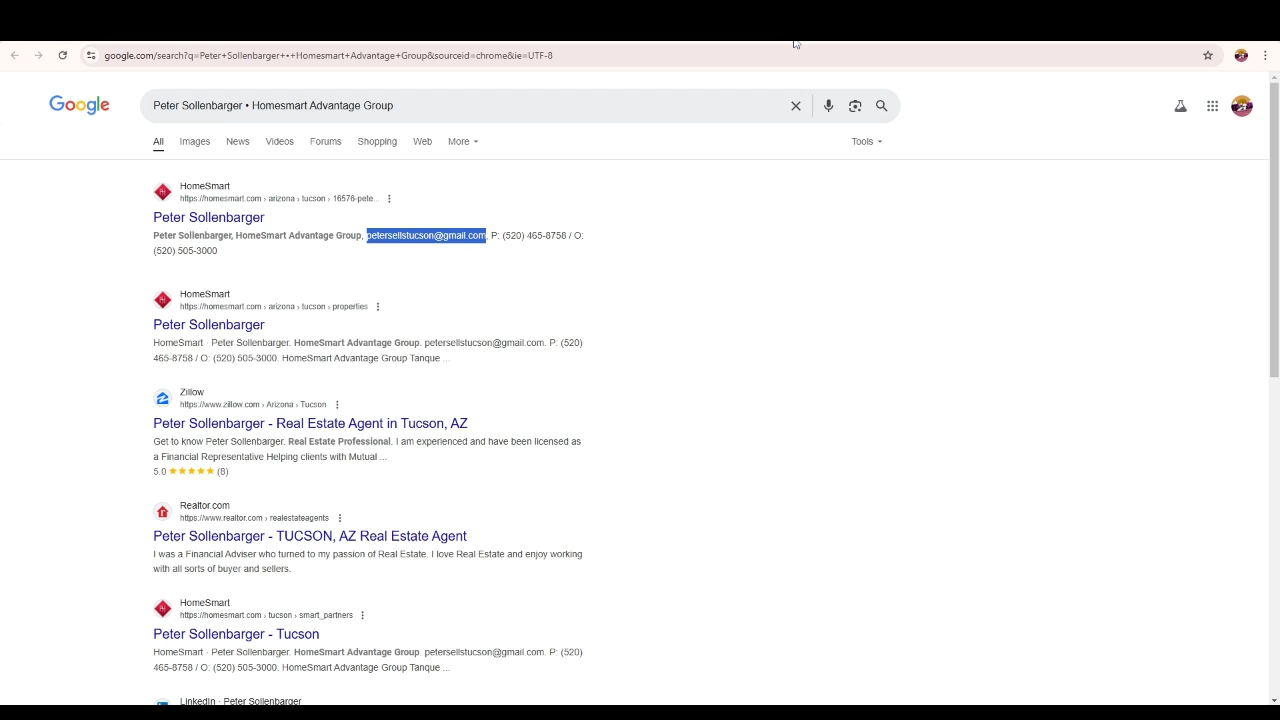 google.com/search?q=Peter+Sollenbarger+•+Homesmart+Advantage+Group&sourceid=chrome&ie=UTF-8
Google
Peter Sollenbarger • Homesmart Advantage Group
All
Images
News
Videos
Forums
Shopping
Web
More
Tools
HomeSmart
https://homesmart.com › arizona › tucson › 16576-pete...
Peter Sollenbarger
Peter Sollenbarger, HomeSmart Advantage Group, petersellstucson@gmail.com. P: (520) 465-8758 / O:
(520) 505-3000
HomeSmart
https://homesmart.com › arizona › tucson › properties
Peter Sollenbarger
HomeSmart · Peter Sollenbarger. HomeSmart Advantage Group. petersellstucson@gmail.com. P: (520)
465-8758 / O: (520) 505-3000. HomeSmart Advantage Group Tanque ...
Zillow
https://www.zillow.com › Arizona › Tucson
Peter Sollenbarger - Real Estate Agent in Tucson, AZ
Get to know Peter Sollenbarger. Real Estate Professional. I am experienced and have been licensed as
a Financial Representative Helping clients with Mutual ...
5.0 ★★★★★ (8)
Realtor.com
https://www.realtor.com › realestateagents
Peter Sollenbarger - TUCSON, AZ Real Estate Agent
I was a Financial Adviser who turned to my passion of Real Estate. I love Real Estate and enjoy working
with all sorts of buyer and sellers.
HomeSmart
https://homesmart.com › tucson › smart_partners
Peter Sollenbarger - Tucson
HomeSmart · Peter Sollenbarger. HomeSmart Advantage Group. petersellstucson@gmail.com. P: (520)
465-8758 / O: (520) 505-3000. HomeSmart Advantage Group Tanque ...
LinkedIn · Peter Sollenbarger